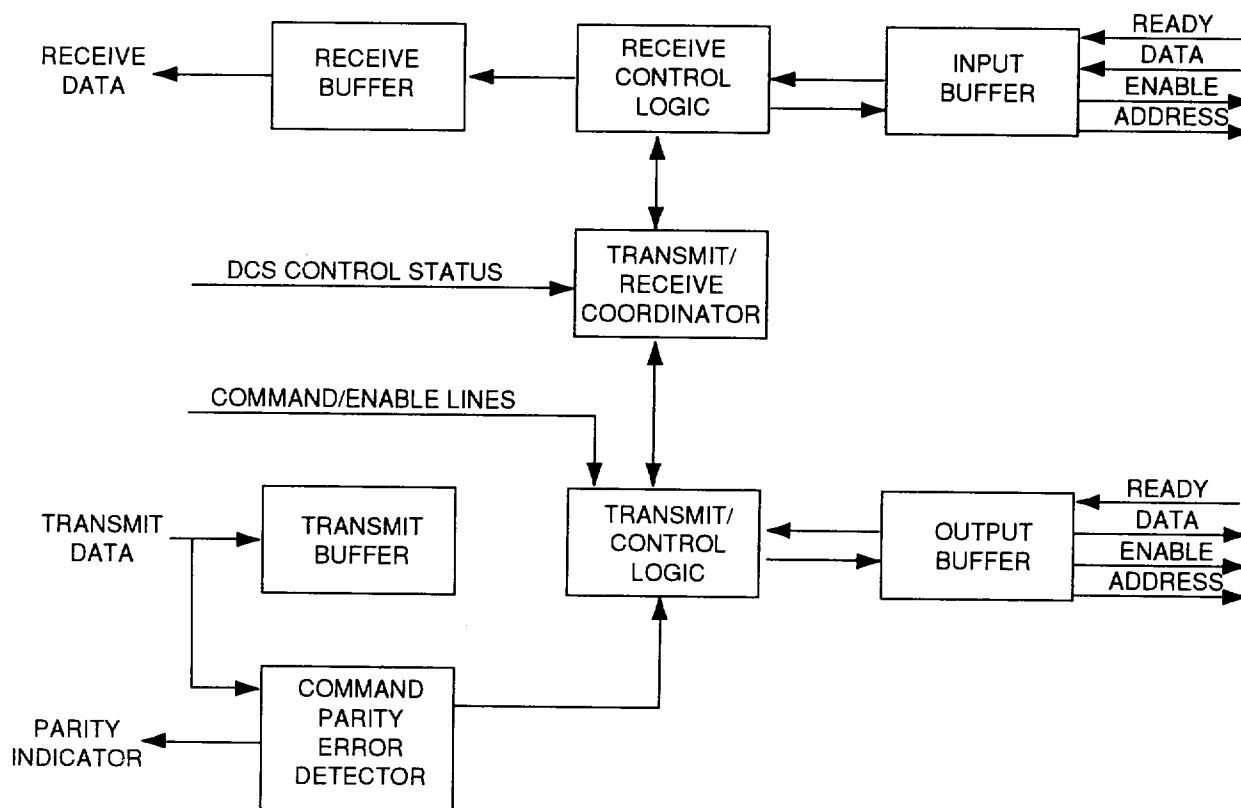 RECEIVE
DATA
RECEIVE
BUFFER
RECEIVE
CONTROL
LOGIC
INPUT
BUFFER
READY
DATA
ENABLE
ADDRESS
DCS CONTROL STATUS
TRANSMIT/
RECEIVE
COORDINATOR
COMMAND/ENABLE LINES
TRANSMIT
DATA
TRANSMIT
BUFFER
TRANSMIT/
CONTROL
LOGIC
OUTPUT
BUFFER
READY
DATA
ENABLE
ADDRESS
PARITY
INDICATOR
COMMAND
PARITY
ERROR
DETECTOR